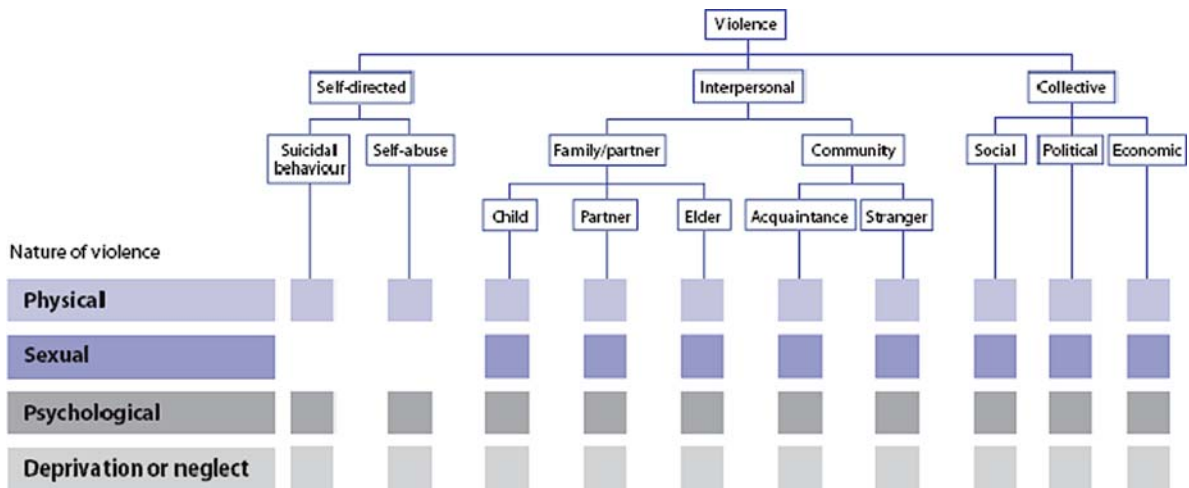 Violence
Self-directed
Interpersonal
Collective
Suicidal
behaviour
Self-abuse
Family/partner
Community
Social
Political
Economic
Child
Partner
Elder
Acquaintance
Stranger
Nature of violence
Physical
Sexual
Psychological
Deprivation or neglect